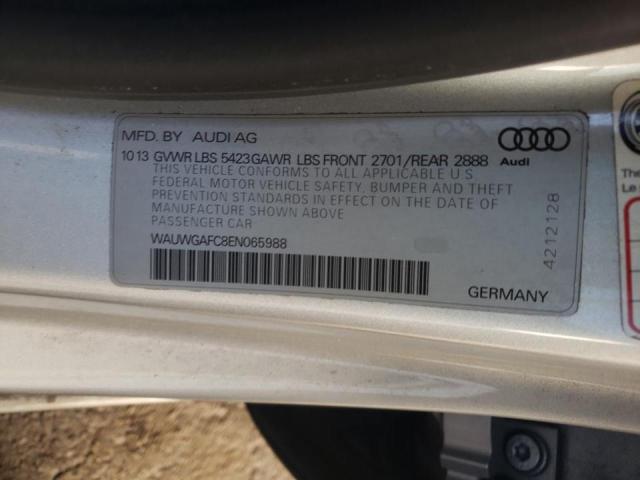 MFD. BY AUDI AG
10 13 GVWR LBS 5423 GAWR LBS FRONT 2701/REAR 2888
Audi
THIS VEHICLE CONFORMS TO ALL APPLICABLE U S
FEDERAL MOTOR VEHICLE SAFETY, BUMPER AND THEFT
PREVENTION STANDARDS IN EFFECT ON THE DATE OF
MANUFACTURE SHOWN ABOVE
PASSENGER CAR
WAUWGAFC8EN065988
4212128
GERMANY
The
Le